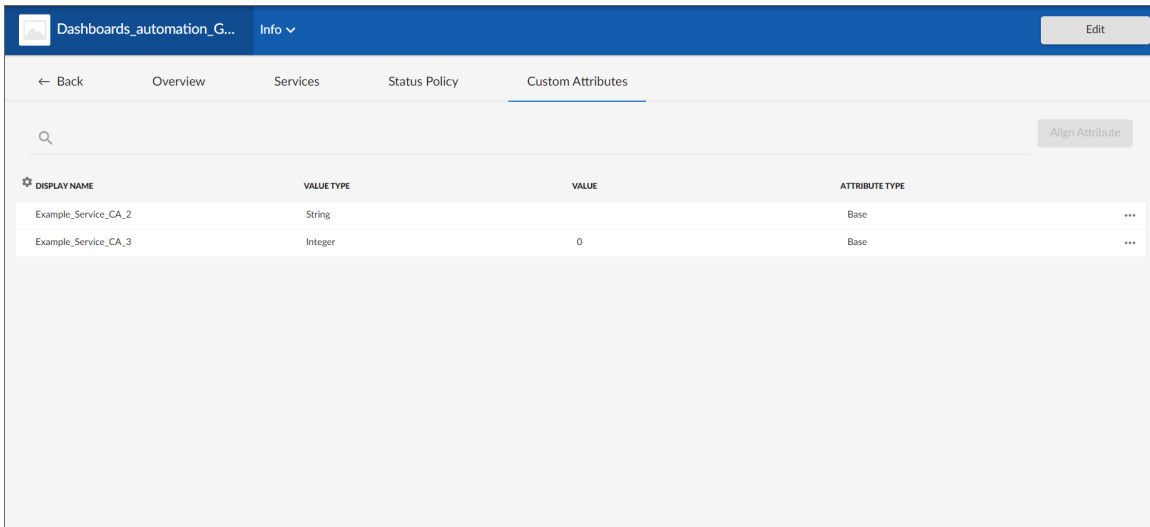 Dashboards_automation_G... Info Edit
← Back Overview Services Status Policy Custom Attributes
Align Attribute
DISPLAY NAME VALUE TYPE VALUE ATTRIBUTE TYPE
Example_Service_CA_2 String Base ...
Example_Service_CA_3 Integer 0 Base ...